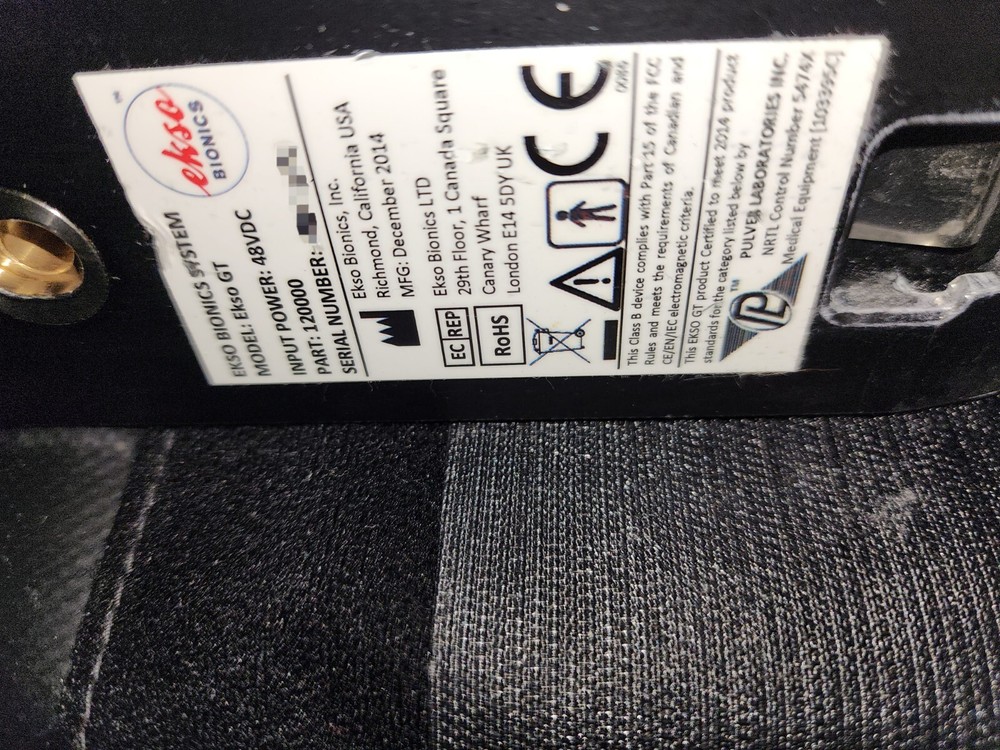 ekso
BIONICS
™
EKSO BIONICS SYSTEM
MODEL: Ekso GT
INPUT POWER: 48VDC
PART: 120000
SERIAL NUMBER:
Ekso Bionics, Inc.
Richmond, California USA
MFG: December 2014
EC REP
Ekso Bionics LTD
29th Floor, 1 Canada Square
Canary Wharf
London E14 5DY UK
RoHS
CE
This Class B device complies with Part 15 of the FCC
Rules and meets the requirements of Canadian and
CE/EN/IEC electromagnetic criteria.
This EKSO GT product Certified to meet 2014 product
standards for the category listed below by
PULVER LABORATORIES INC.
NRTL Control Number 5474X
Medical Equipment [103395C]
™